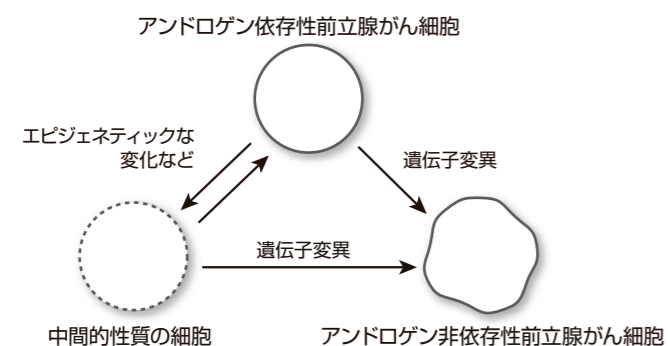 アンドロゲン依存性前立腺がん細胞
エピジェネティックな
変化など
遺伝子変異
遺伝子変異
中間的性質の細胞
アンドロゲン非依存性前立腺がん細胞